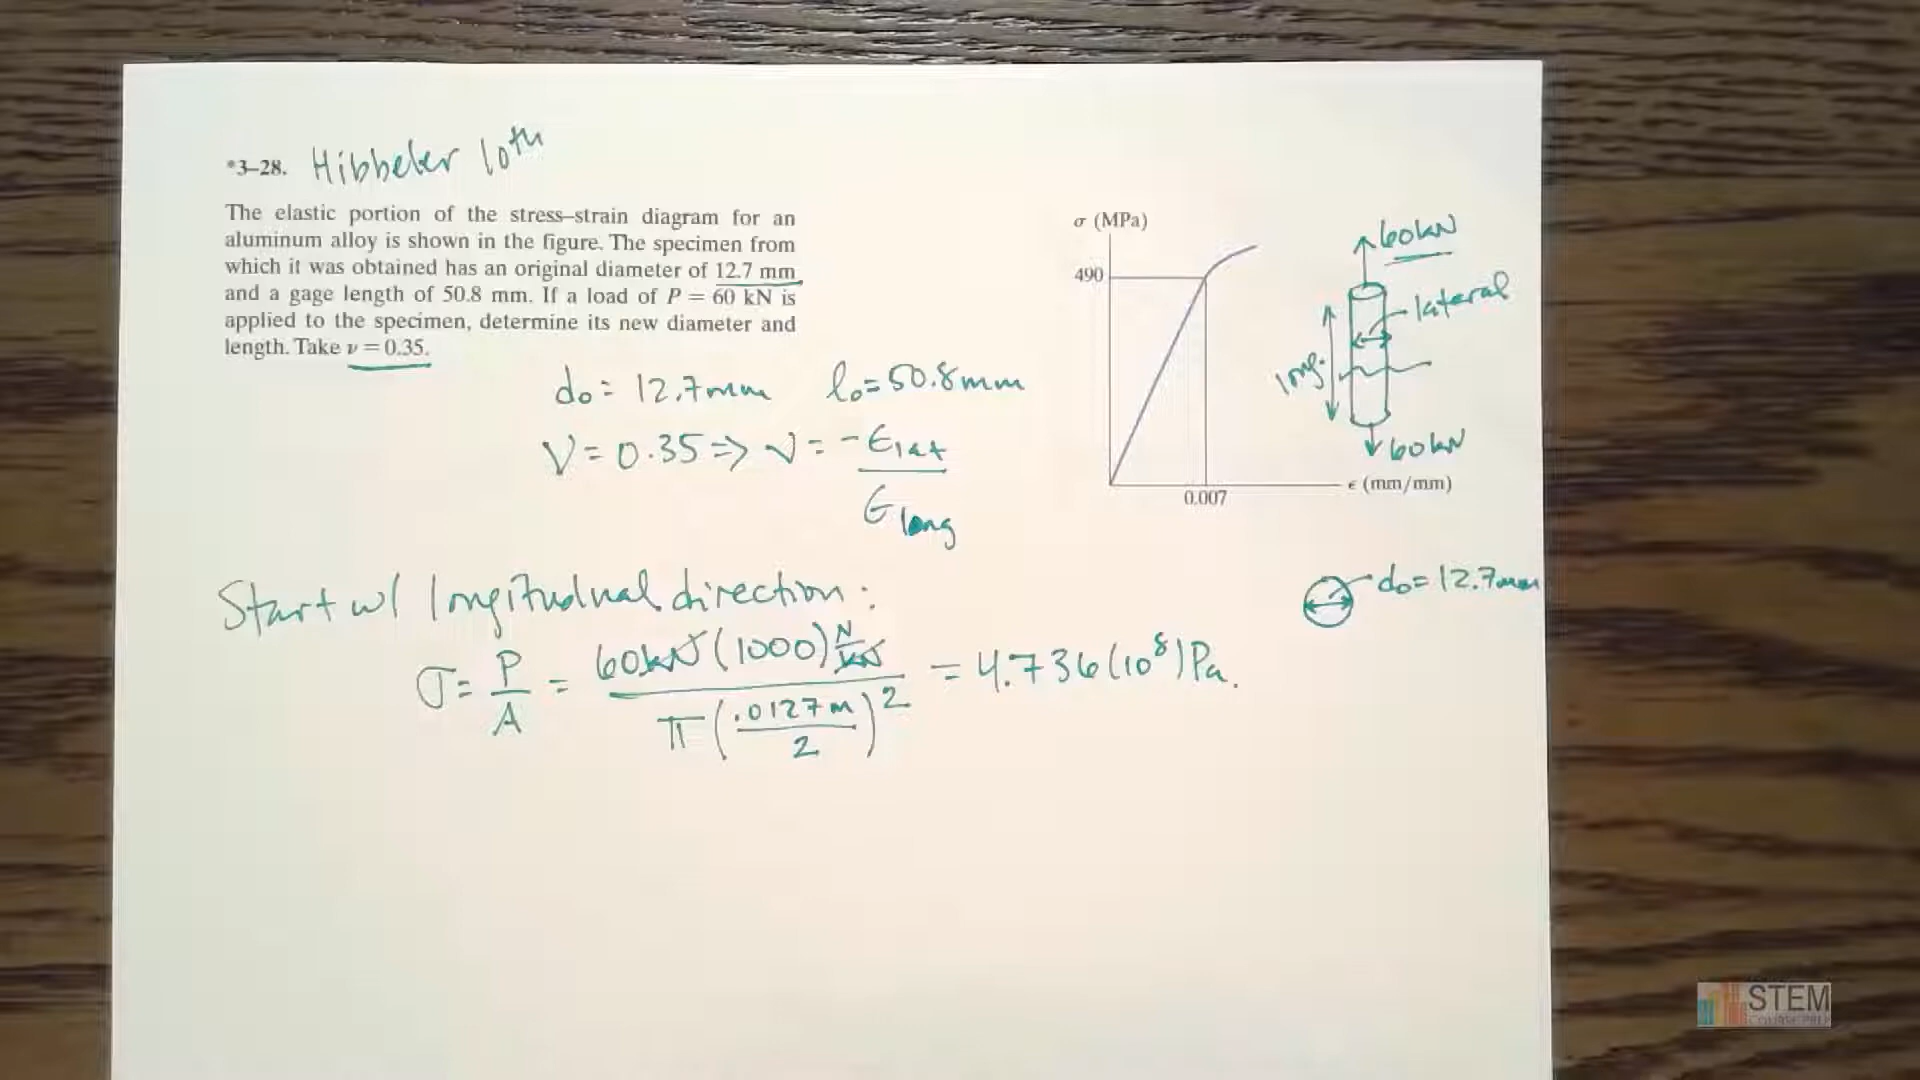 *3–28. Hibbeler 10th
The elastic portion of the stress–strain diagram for an
aluminum alloy is shown in the figure. The specimen from
which it was obtained has an original diameter of 12.7 mm
and a gage length of 50.8 mm. If a load of P = 60 kN is
applied to the specimen, determine its new diameter and
length. Take ν = 0.35.
σ (MPa)
490
0.007
ϵ (mm/mm)
60kN
lateral
long.
60kN
do = 12.7mm lo = 50.8mm
ν = 0.35 => ν = -ϵlat
ϵlong
do = 12.7mm
Start w/ longitudnal direction:
σ = P/A = 60kN (1000) N/kN / π (.0127m / 2)² = 4.736 (10⁸) Pa.
STEM